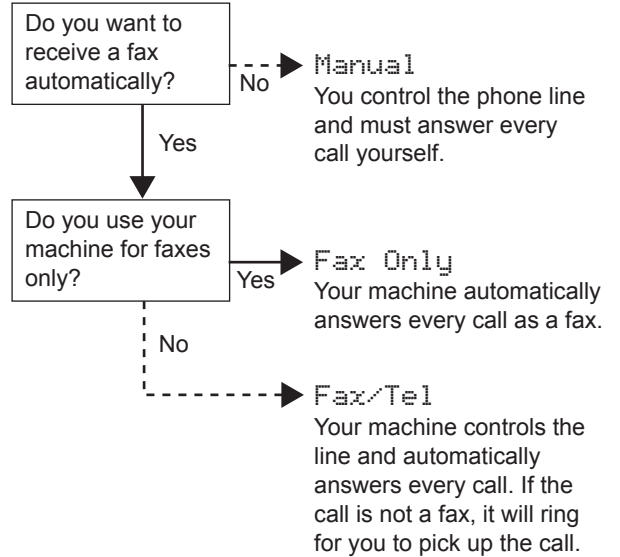 Do you want to
receive a fax
automatically?
No
Manual
You control the phone line
and must answer every
call yourself.
Yes
Do you use your
machine for faxes
only?
Yes
Fax Only
Your machine automatically
answers every call as a fax.
No
Fax/Tel
Your machine controls the
line and automatically
answers every call. If the
call is not a fax, it will ring
for you to pick up the call.